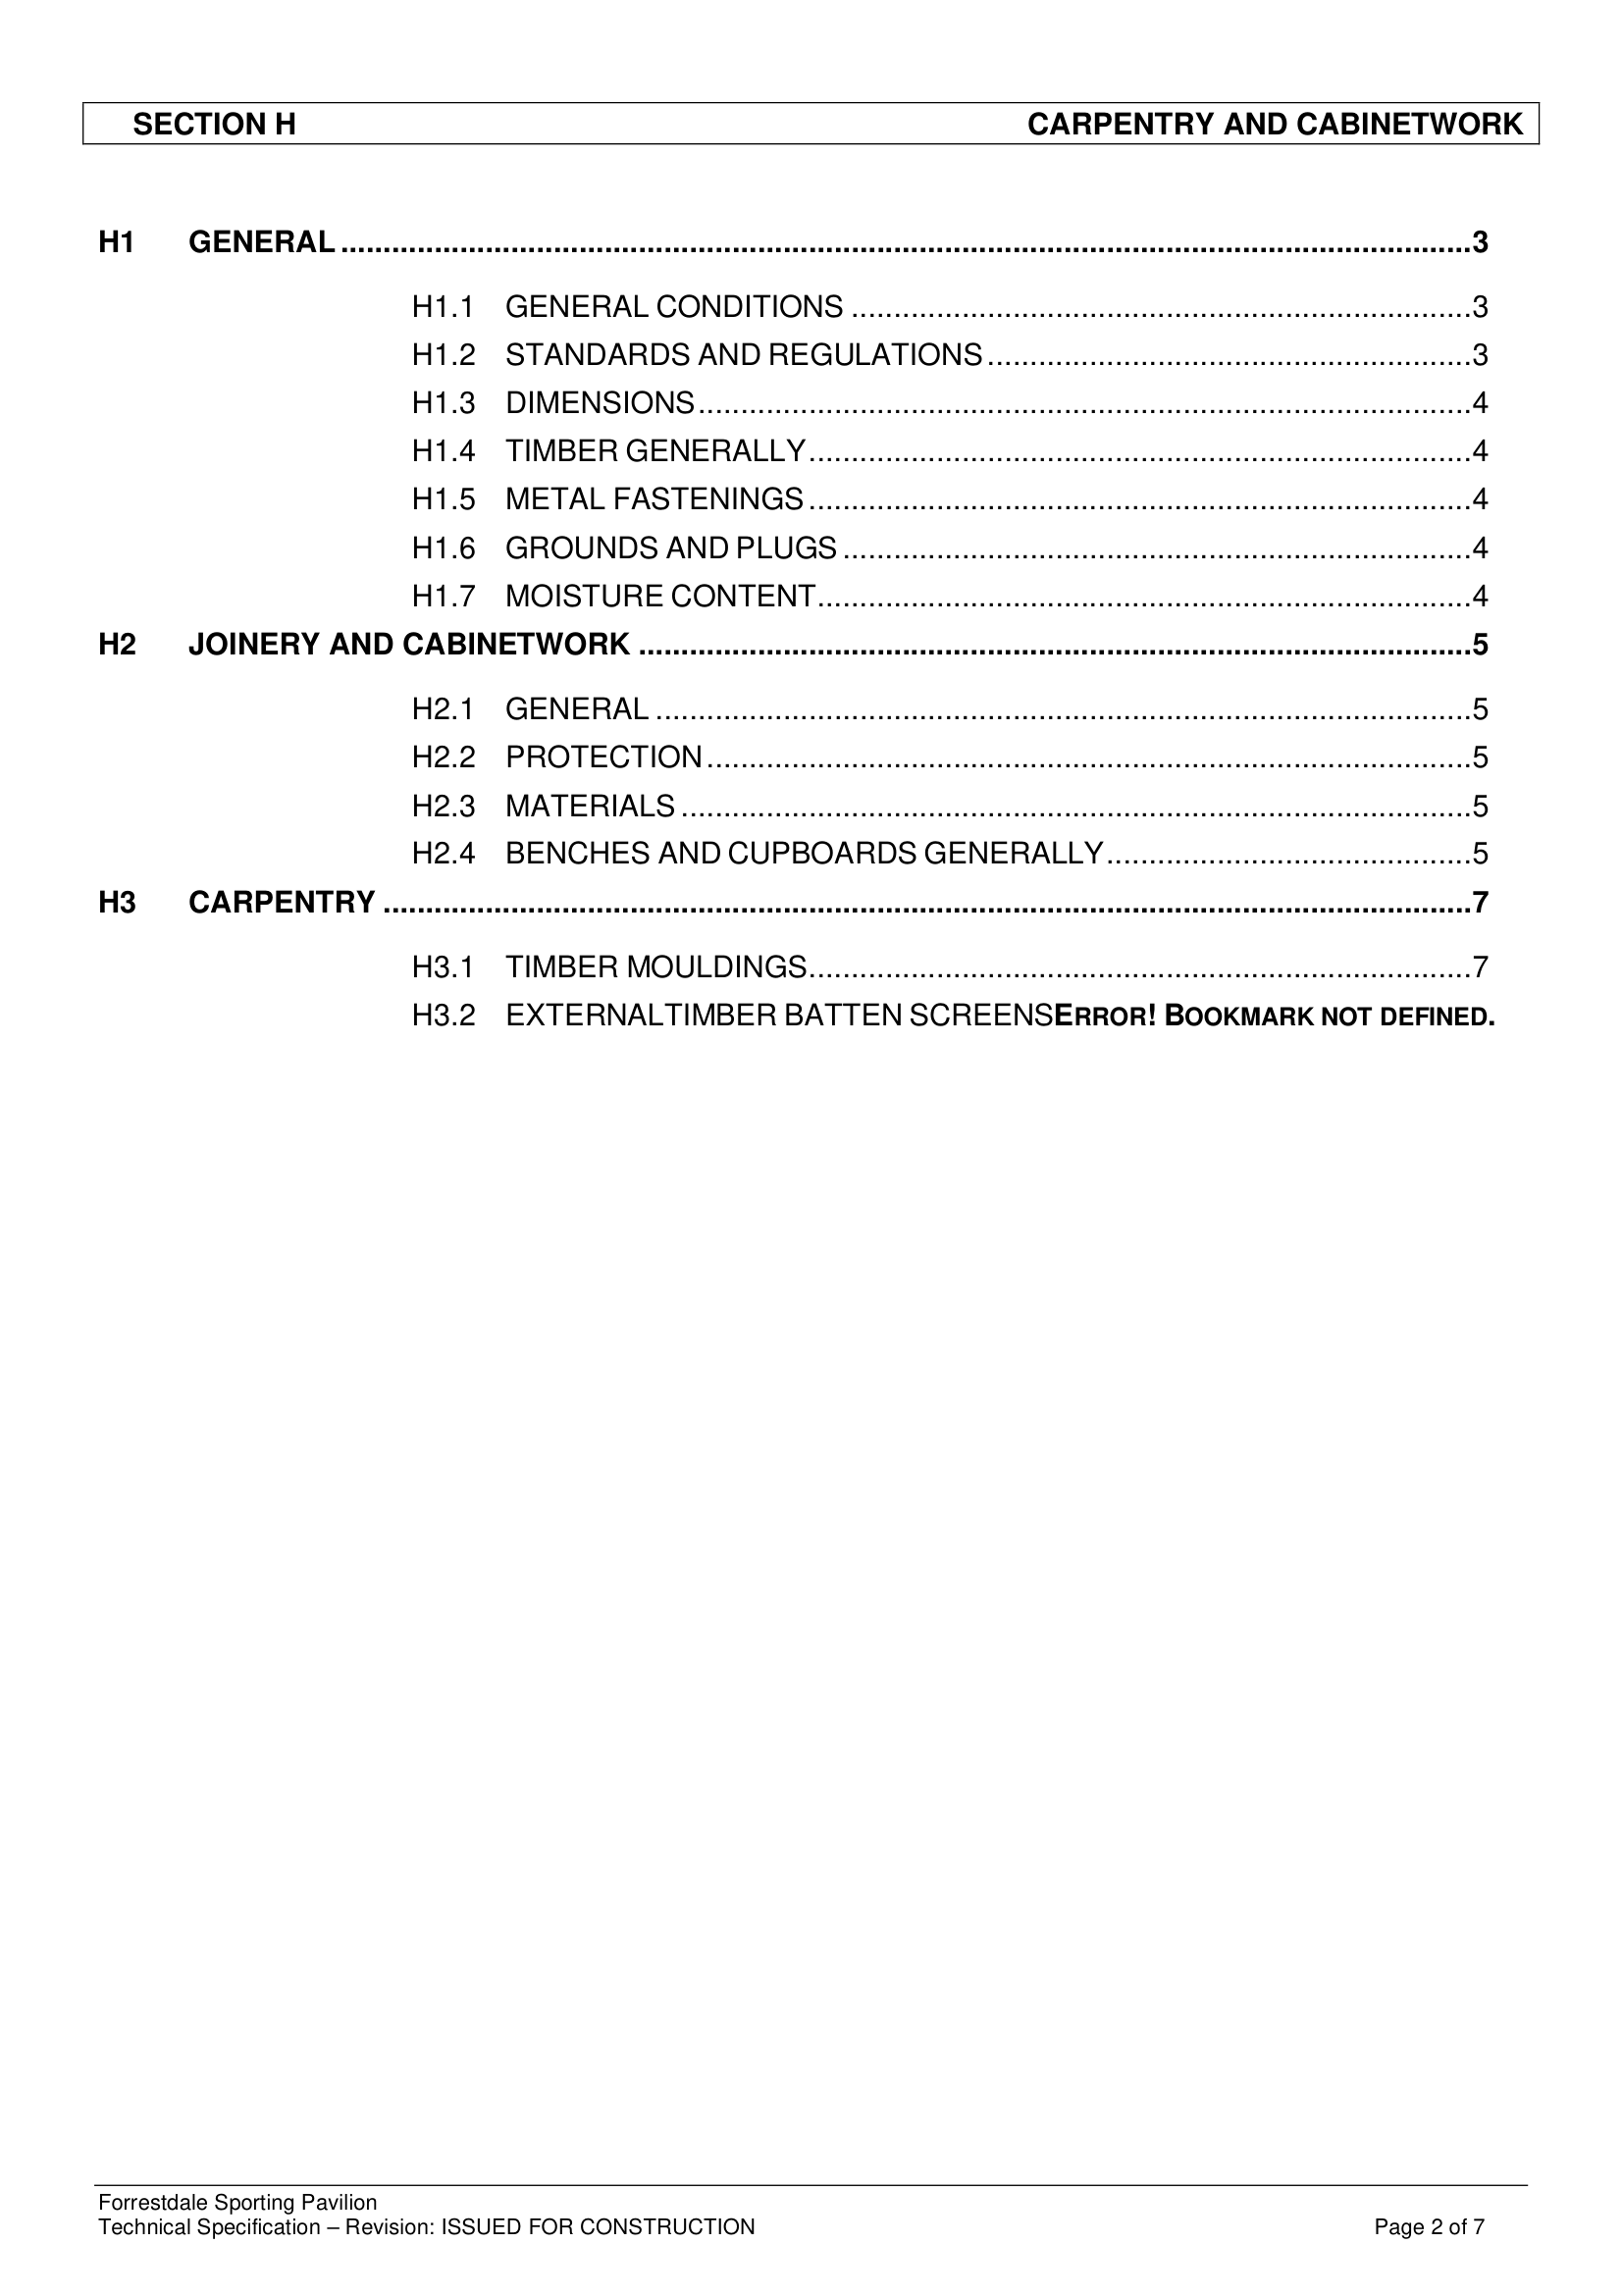 SECTION H CARPENTRY AND CABINETWORK
H1 GENERAL ........................................................................................................................................3
H1.1 GENERAL CONDITIONS .........................................................................3
H1.2 STANDARDS AND REGULATIONS.........................................................3
H1.3 DIMENSIONS...........................................................................................4
H1.4 TIMBER GENERALLY..............................................................................4
H1.5 METAL FASTENINGS..............................................................................4
H1.6 GROUNDS AND PLUGS ..........................................................................4
H1.7 MOISTURE CONTENT.............................................................................4
H2 JOINERY AND CABINETWORK ....................................................................................................5
H2.1 GENERAL ................................................................................................5
H2.2 PROTECTION..........................................................................................5
H2.3 MATERIALS .............................................................................................5
H2.4 BENCHES AND CUPBOARDS GENERALLY...........................................5
H3 CARPENTRY ..................................................................................................................................7
H3.1 TIMBER MOULDINGS..............................................................................7
H3.2 EXTERNALTIMBER BATTEN SCREENSERROR! BOOKMARK NOT DEFINED.
Forrestdale Sporting Pavilion
Technical Specification – Revision: ISSUED FOR CONSTRUCTION Page 2 of 7